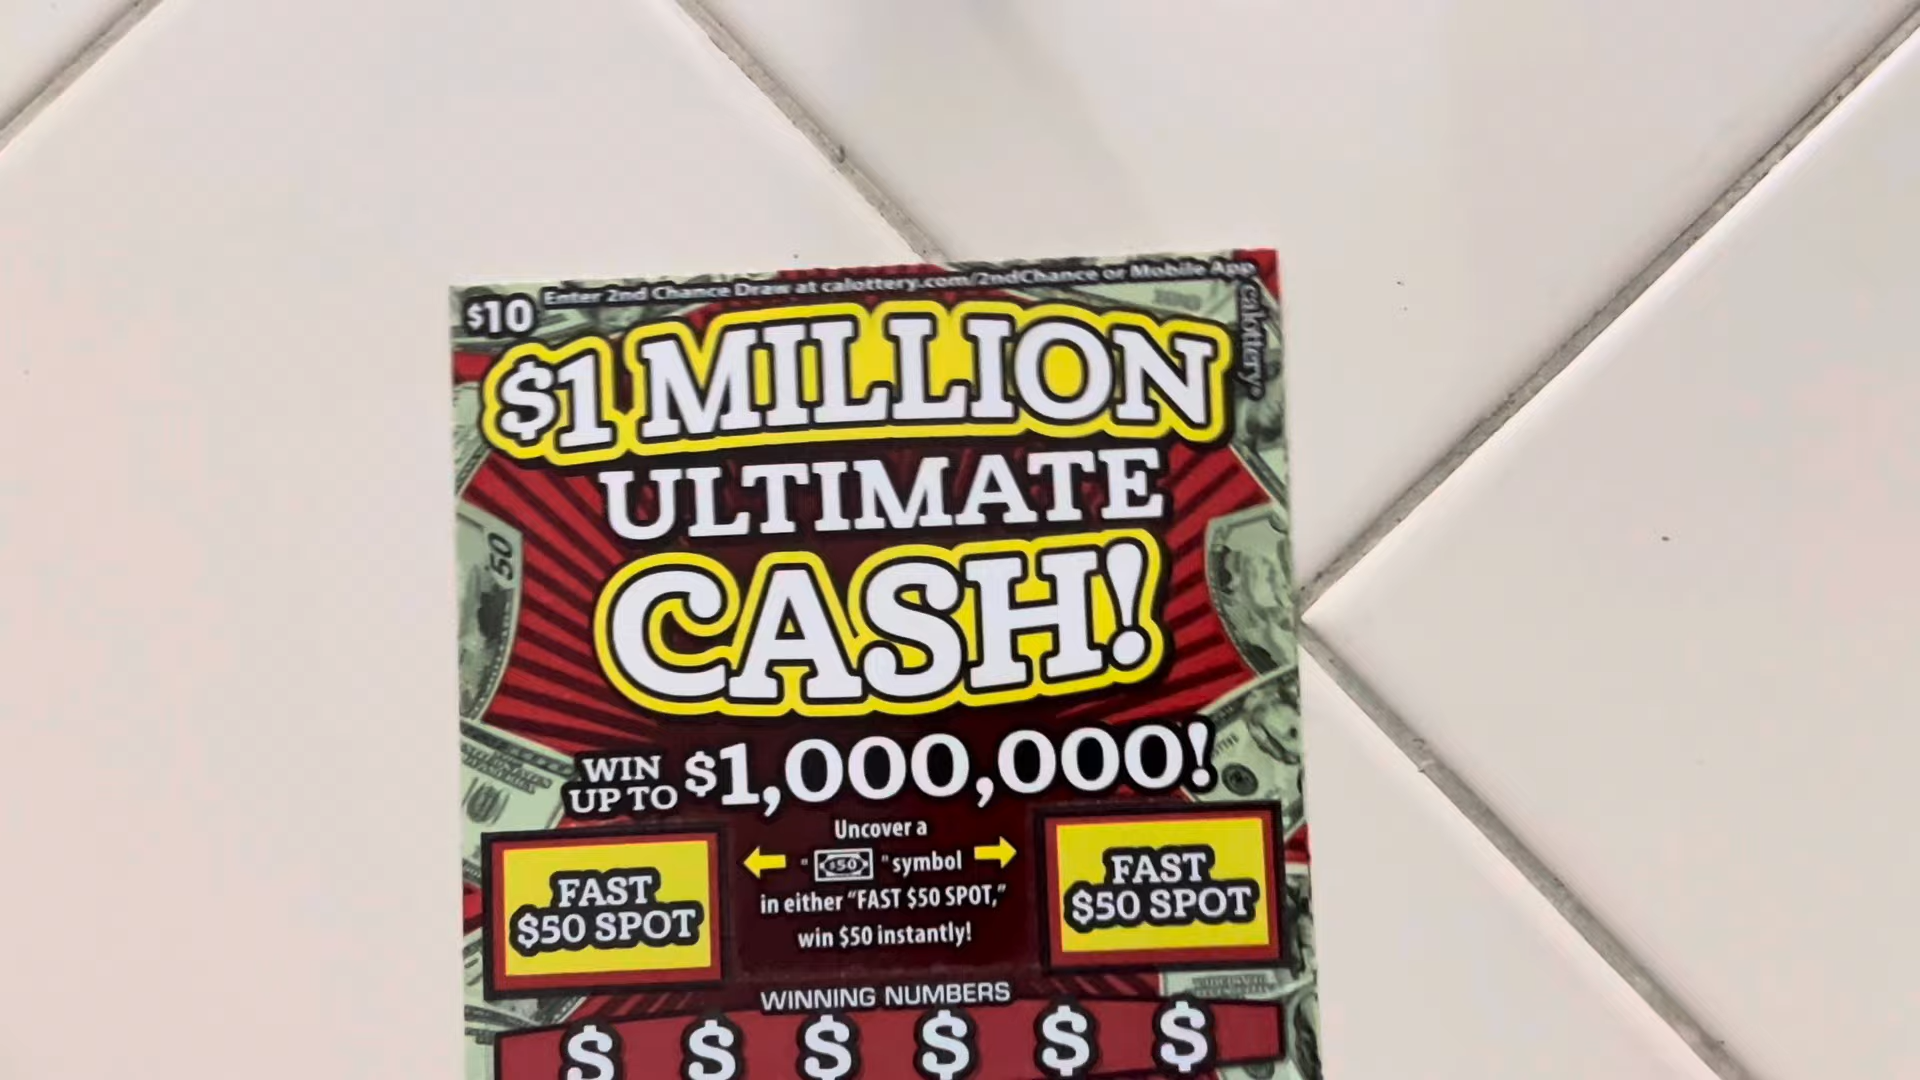 $10
Enter 2nd Chance Draw at calottery.com/2ndChance or Mobile App
calottery
$1 MILLION
ULTIMATE
CASH!
50
WIN
UP TO
$1,000,000!
FAST
$50 SPOT
Uncover a
" $50 " symbol
in either "FAST $50 SPOT,"
win $50 instantly!
FAST
$50 SPOT
WINNING NUMBERS
$ $ $ $ $ $